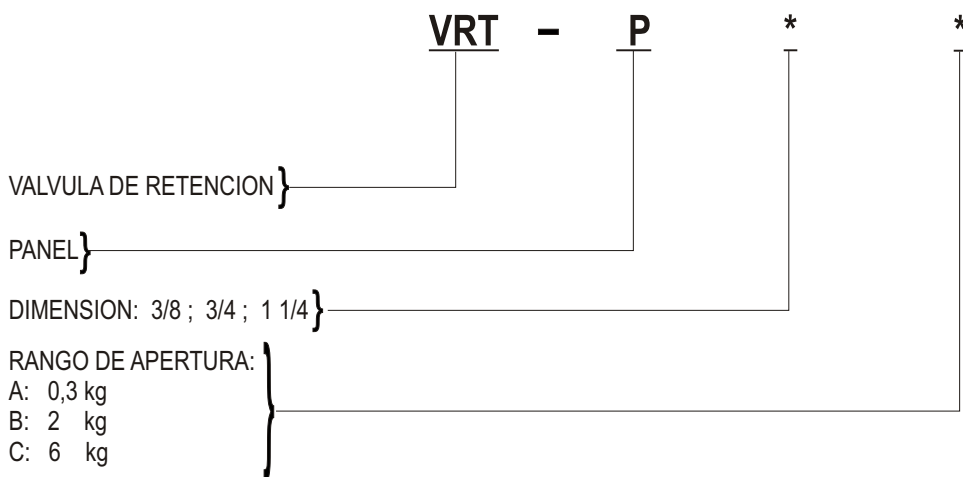 VRT – P * *
VALVULA DE RETENCION
PANEL
DIMENSION: 3/8 ; 3/4 ; 1 1/4
RANGO DE APERTURA:
A: 0,3 kg
B: 2 kg
C: 6 kg